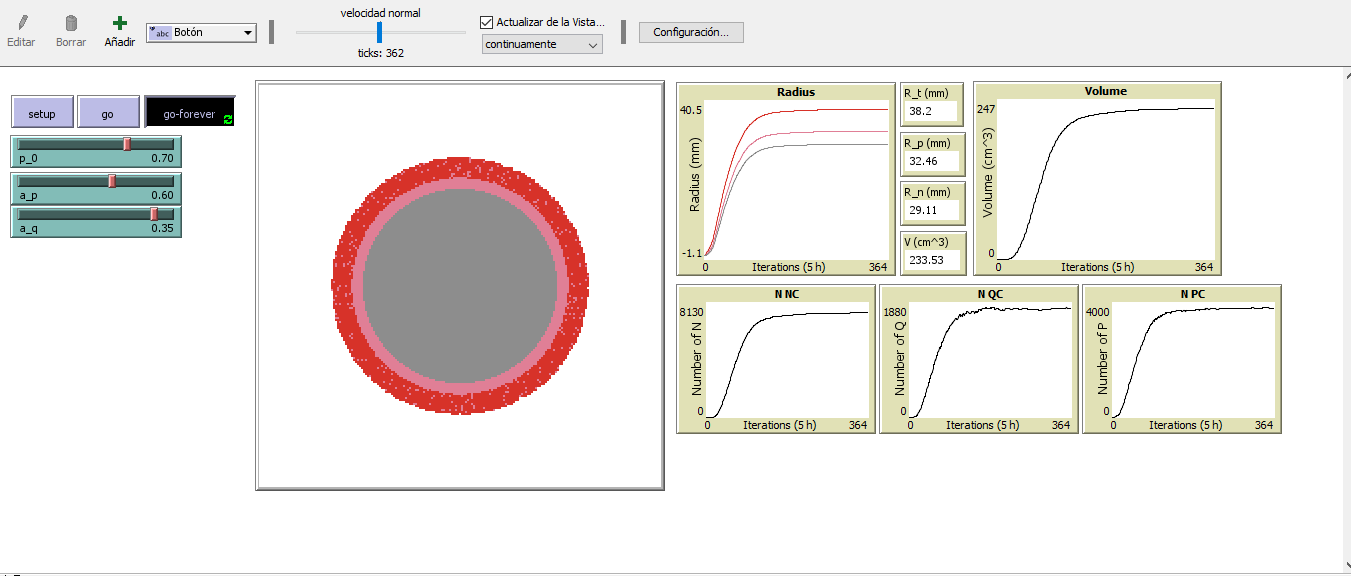 Editar
Borrar
Añadir
abc Botón
velocidad normal
ticks: 362
Actualizar de la Vista...
continuamente
Configuración...
setup
go
go-forever
p_0 0.70
a_p 0.60
a_q 0.35
Radius
40.5
Radius (mm)
-1.1
0
Iterations (5 h)
364
R_t (mm)
38.2
R_p (mm)
32.46
R_n (mm)
29.11
V (cm^3)
233.53
Volume
247
Volume (cm^3)
0
0
Iterations (5 h)
364
N NC
8130
Number of N
0
0
Iterations (5 h)
364
N QC
1880
Number of Q
0
0
Iterations (5 h)
364
N PC
4000
Number of P
0
0
Iterations (5 h)
364